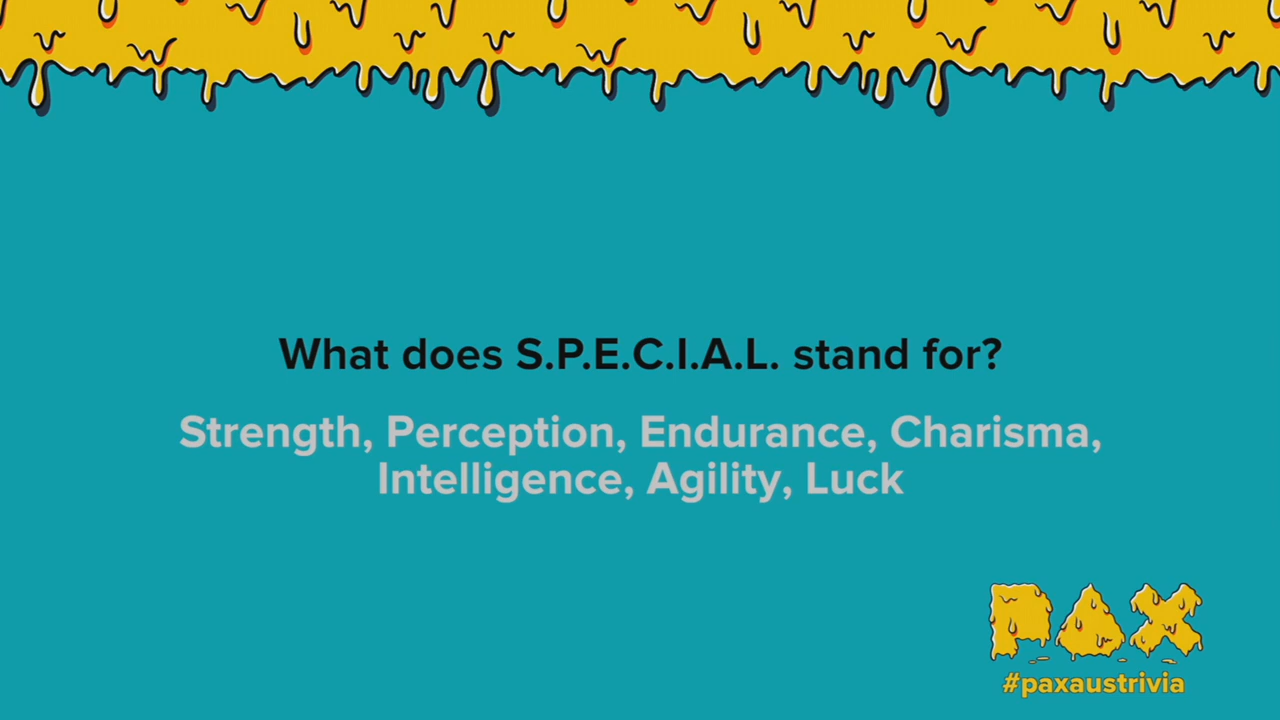 What does S.P.E.C.I.A.L. stand for?
Strength, Perception, Endurance, Charisma,
Intelligence, Agility, Luck
PAX
#paxaustrivia